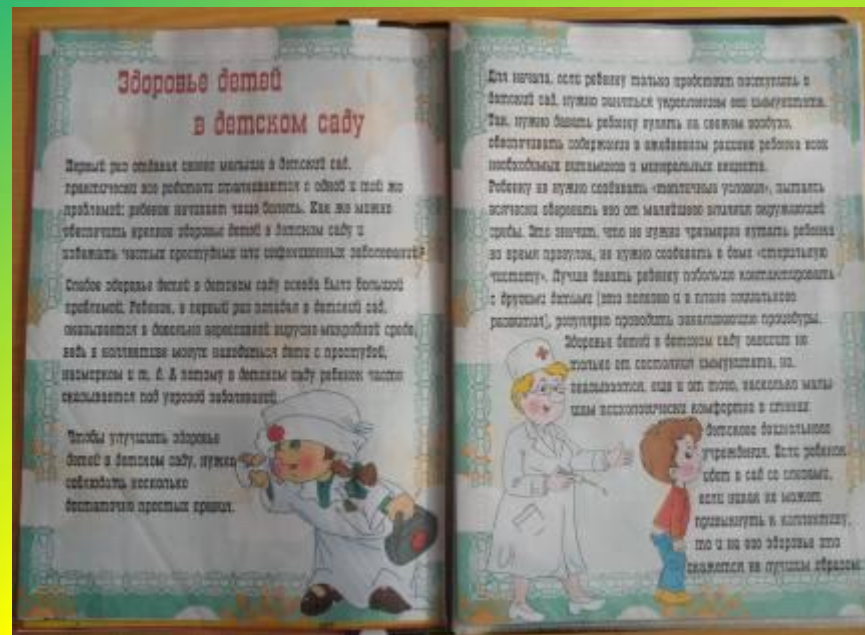 Здоровье детей
в детском саду
Первый раз отдавая своего малыша в детский сад,
практически все родители сталкиваются с одной и той же
проблемой: ребенок начинает чаще болеть. Как же можно
обеспечить крепкое здоровье детей в детском саду и
избежать частых простудных или инфекционных заболеваний?
Слабое здоровье детей в детском саду всегда было большой
проблемой. Ребенок, в первый раз попадая в детский сад,
оказывается в довольно агрессивной вирусно-микробной среде,
ведь в коллективе могут находиться дети с простудой,
насморком и т. д. А потому в детском саду ребенок часто
оказывается под угрозой заболеваний.
Чтобы улучшить здоровье
детей в детском саду, нужно
соблюдать несколько
достаточно простых правил.
Для начала, если ребенку только предстоит поступать в
детский сад, нужно заняться укреплением его иммунитета.
Так, нужно давать ребенку гулять на свежем воздухе,
обеспечивать содержание в ежедневном рационе ребенка всех
необходимых витаминов и минеральных веществ.
Ребенку не нужно создавать «тепличные условия», пытаясь
всячески оберегать его от малейшего влияния окружающей
среды. Это значит, что не нужно чрезмерно кутать ребенка
во время прогулок, не нужно создавать в доме «стерильную
чистоту». Лучше давать ребенку побольше контактировать
с другими детьми (это полезно и в плане социального
развития), регулярно проводить закаливающие процедуры.
Здоровье детей в детском саду зависит не
только от состояния иммунитета, но,
оказывается, еще и от того, насколько малы-
шам психологически комфортно в стенах
детского дошкольного
учреждения. Если ребенок
идет в сад со слезами,
если никак не может
привыкнуть к коллективу,
то и на его здоровье это
скажется не лучшим образом.